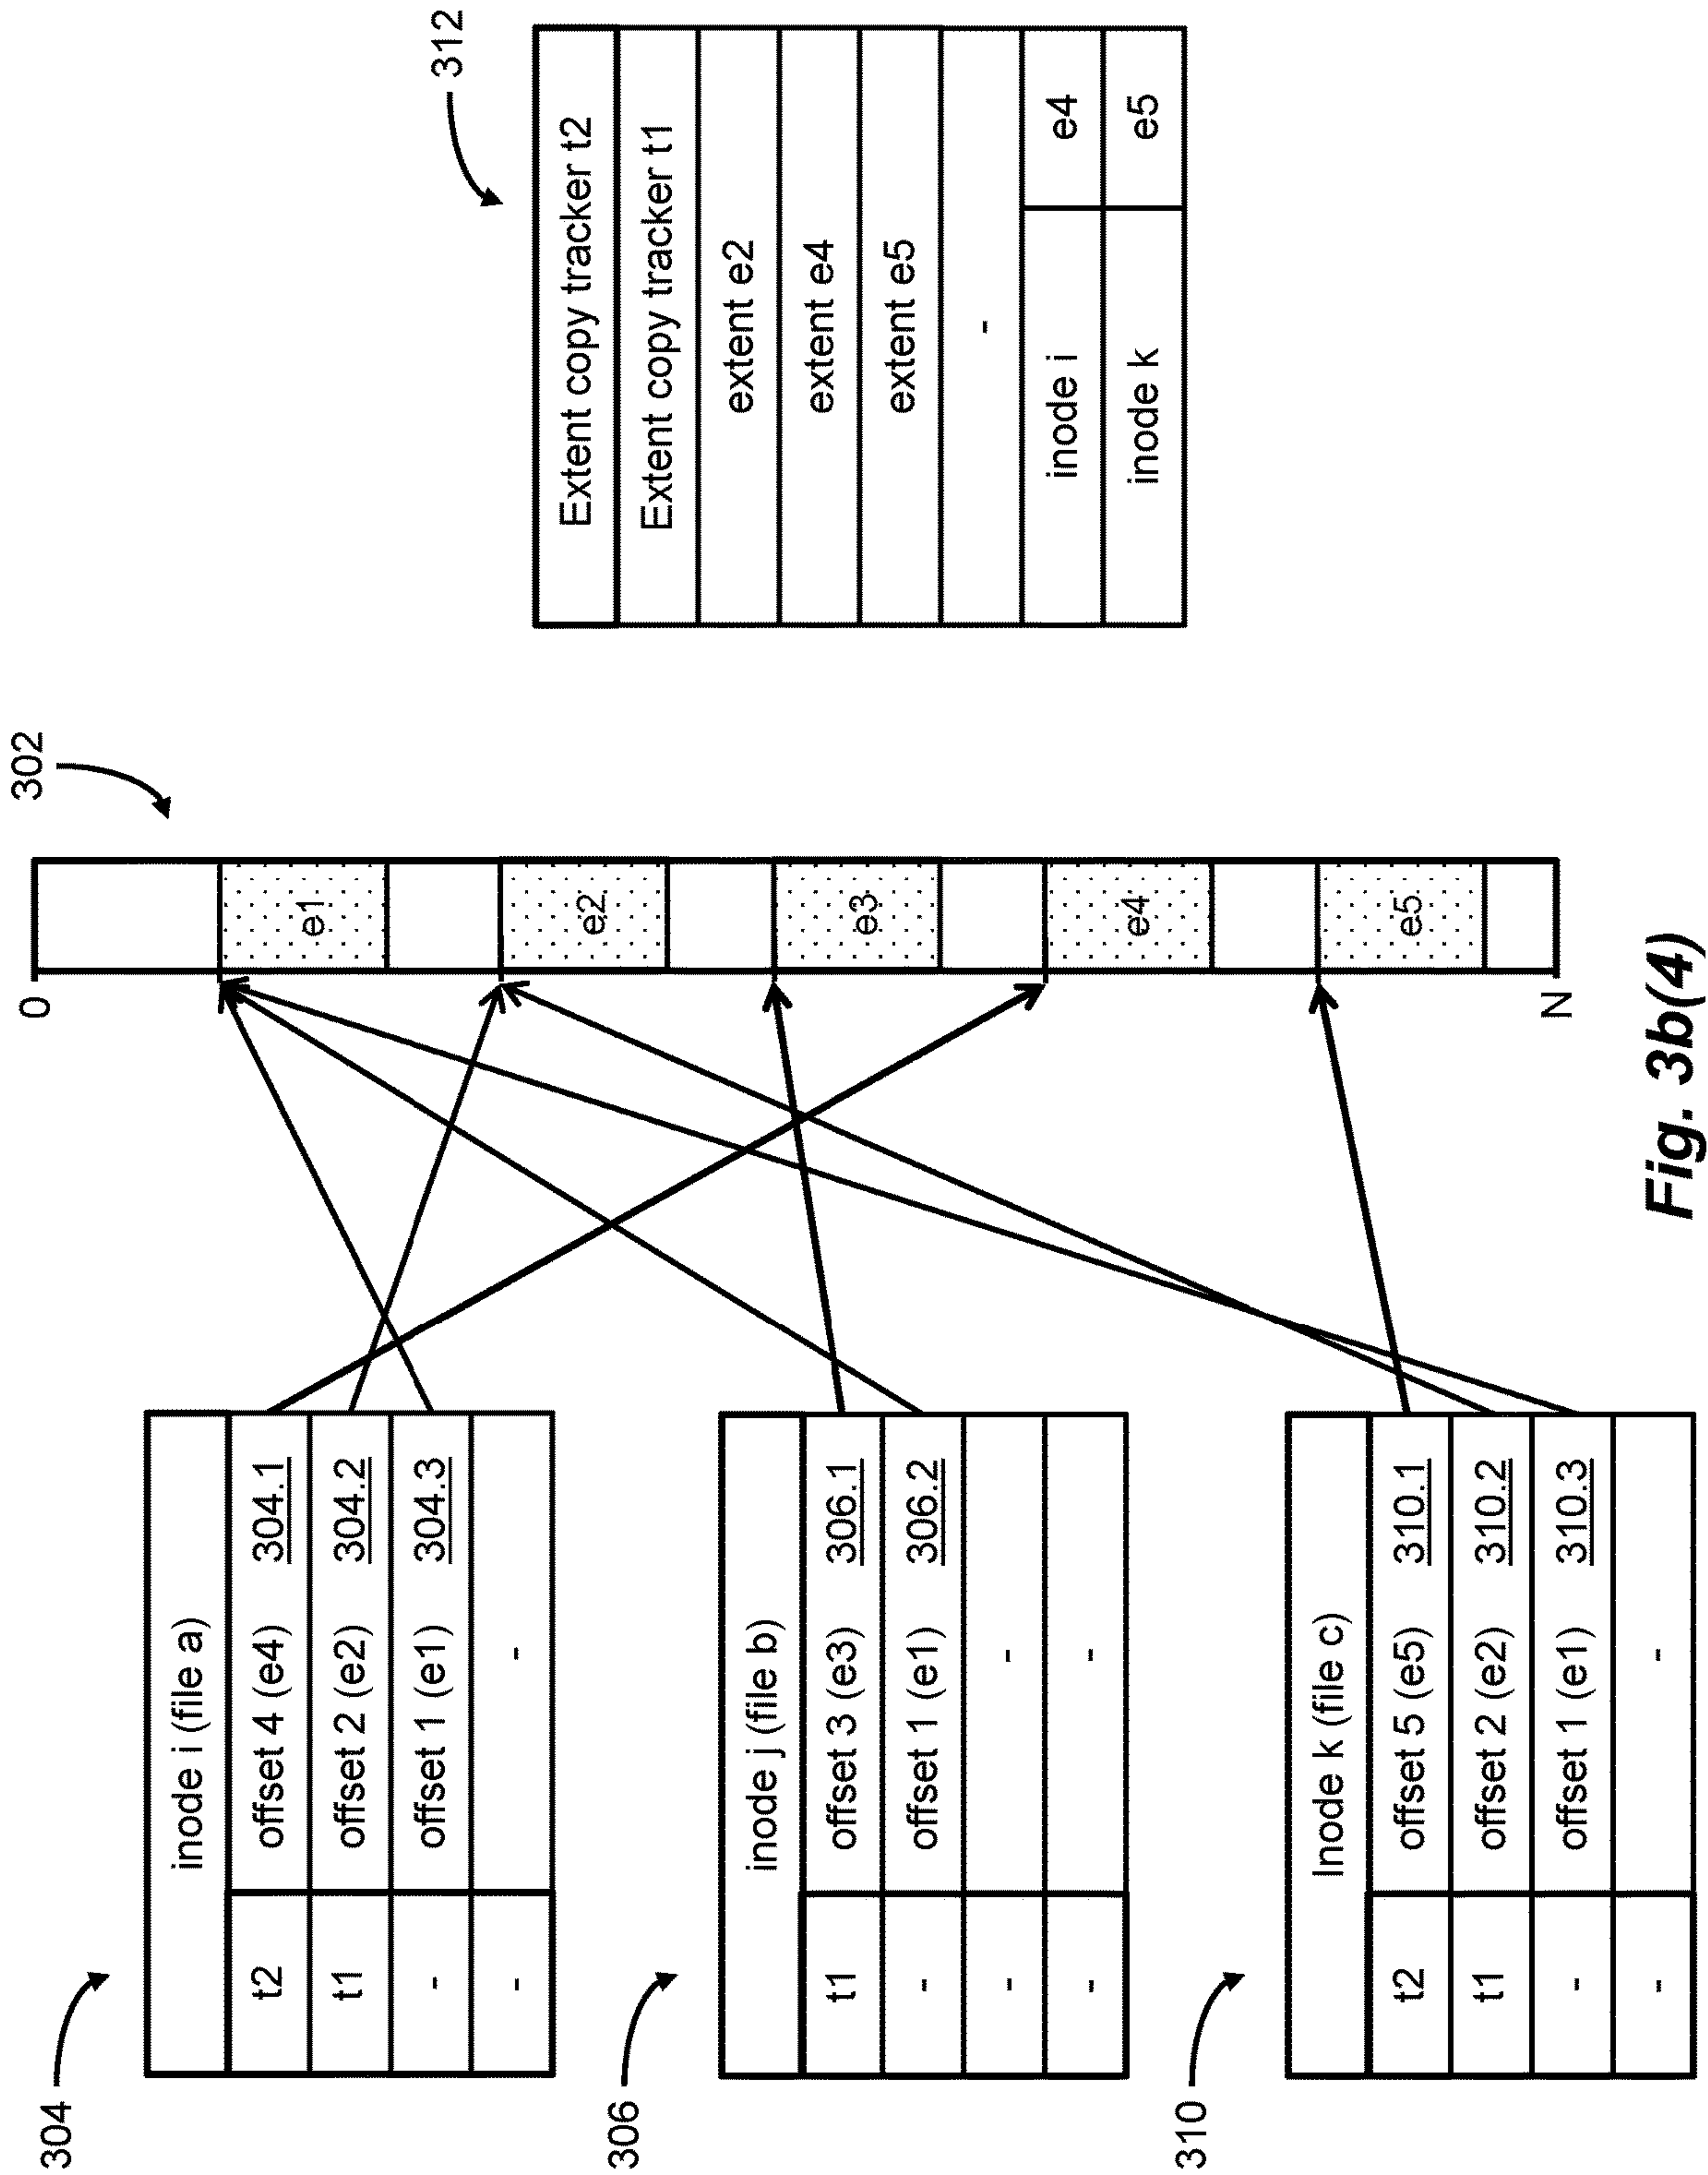 304
inode i (file a)
t2 offset 4 (e4) 304.1
t1 offset 2 (e2) 304.2
- offset 1 (e1) 304.3
- -
306
inode j (file b)
t1 offset 3 (e3) 306.1
- offset 1 (e1) 306.2
- -
- -
310
Inode k (file c)
t2 offset 5 (e5) 310.1
t1 offset 2 (e2) 310.2
- offset 1 (e1) 310.3
- -
302
0
e1
e2
e3
e4
e5
N
312
Extent copy tracker t2
Extent copy tracker t1
extent e2
extent e4
extent e5
-
inode i e4
inode k e5
Fig. 3b(4)